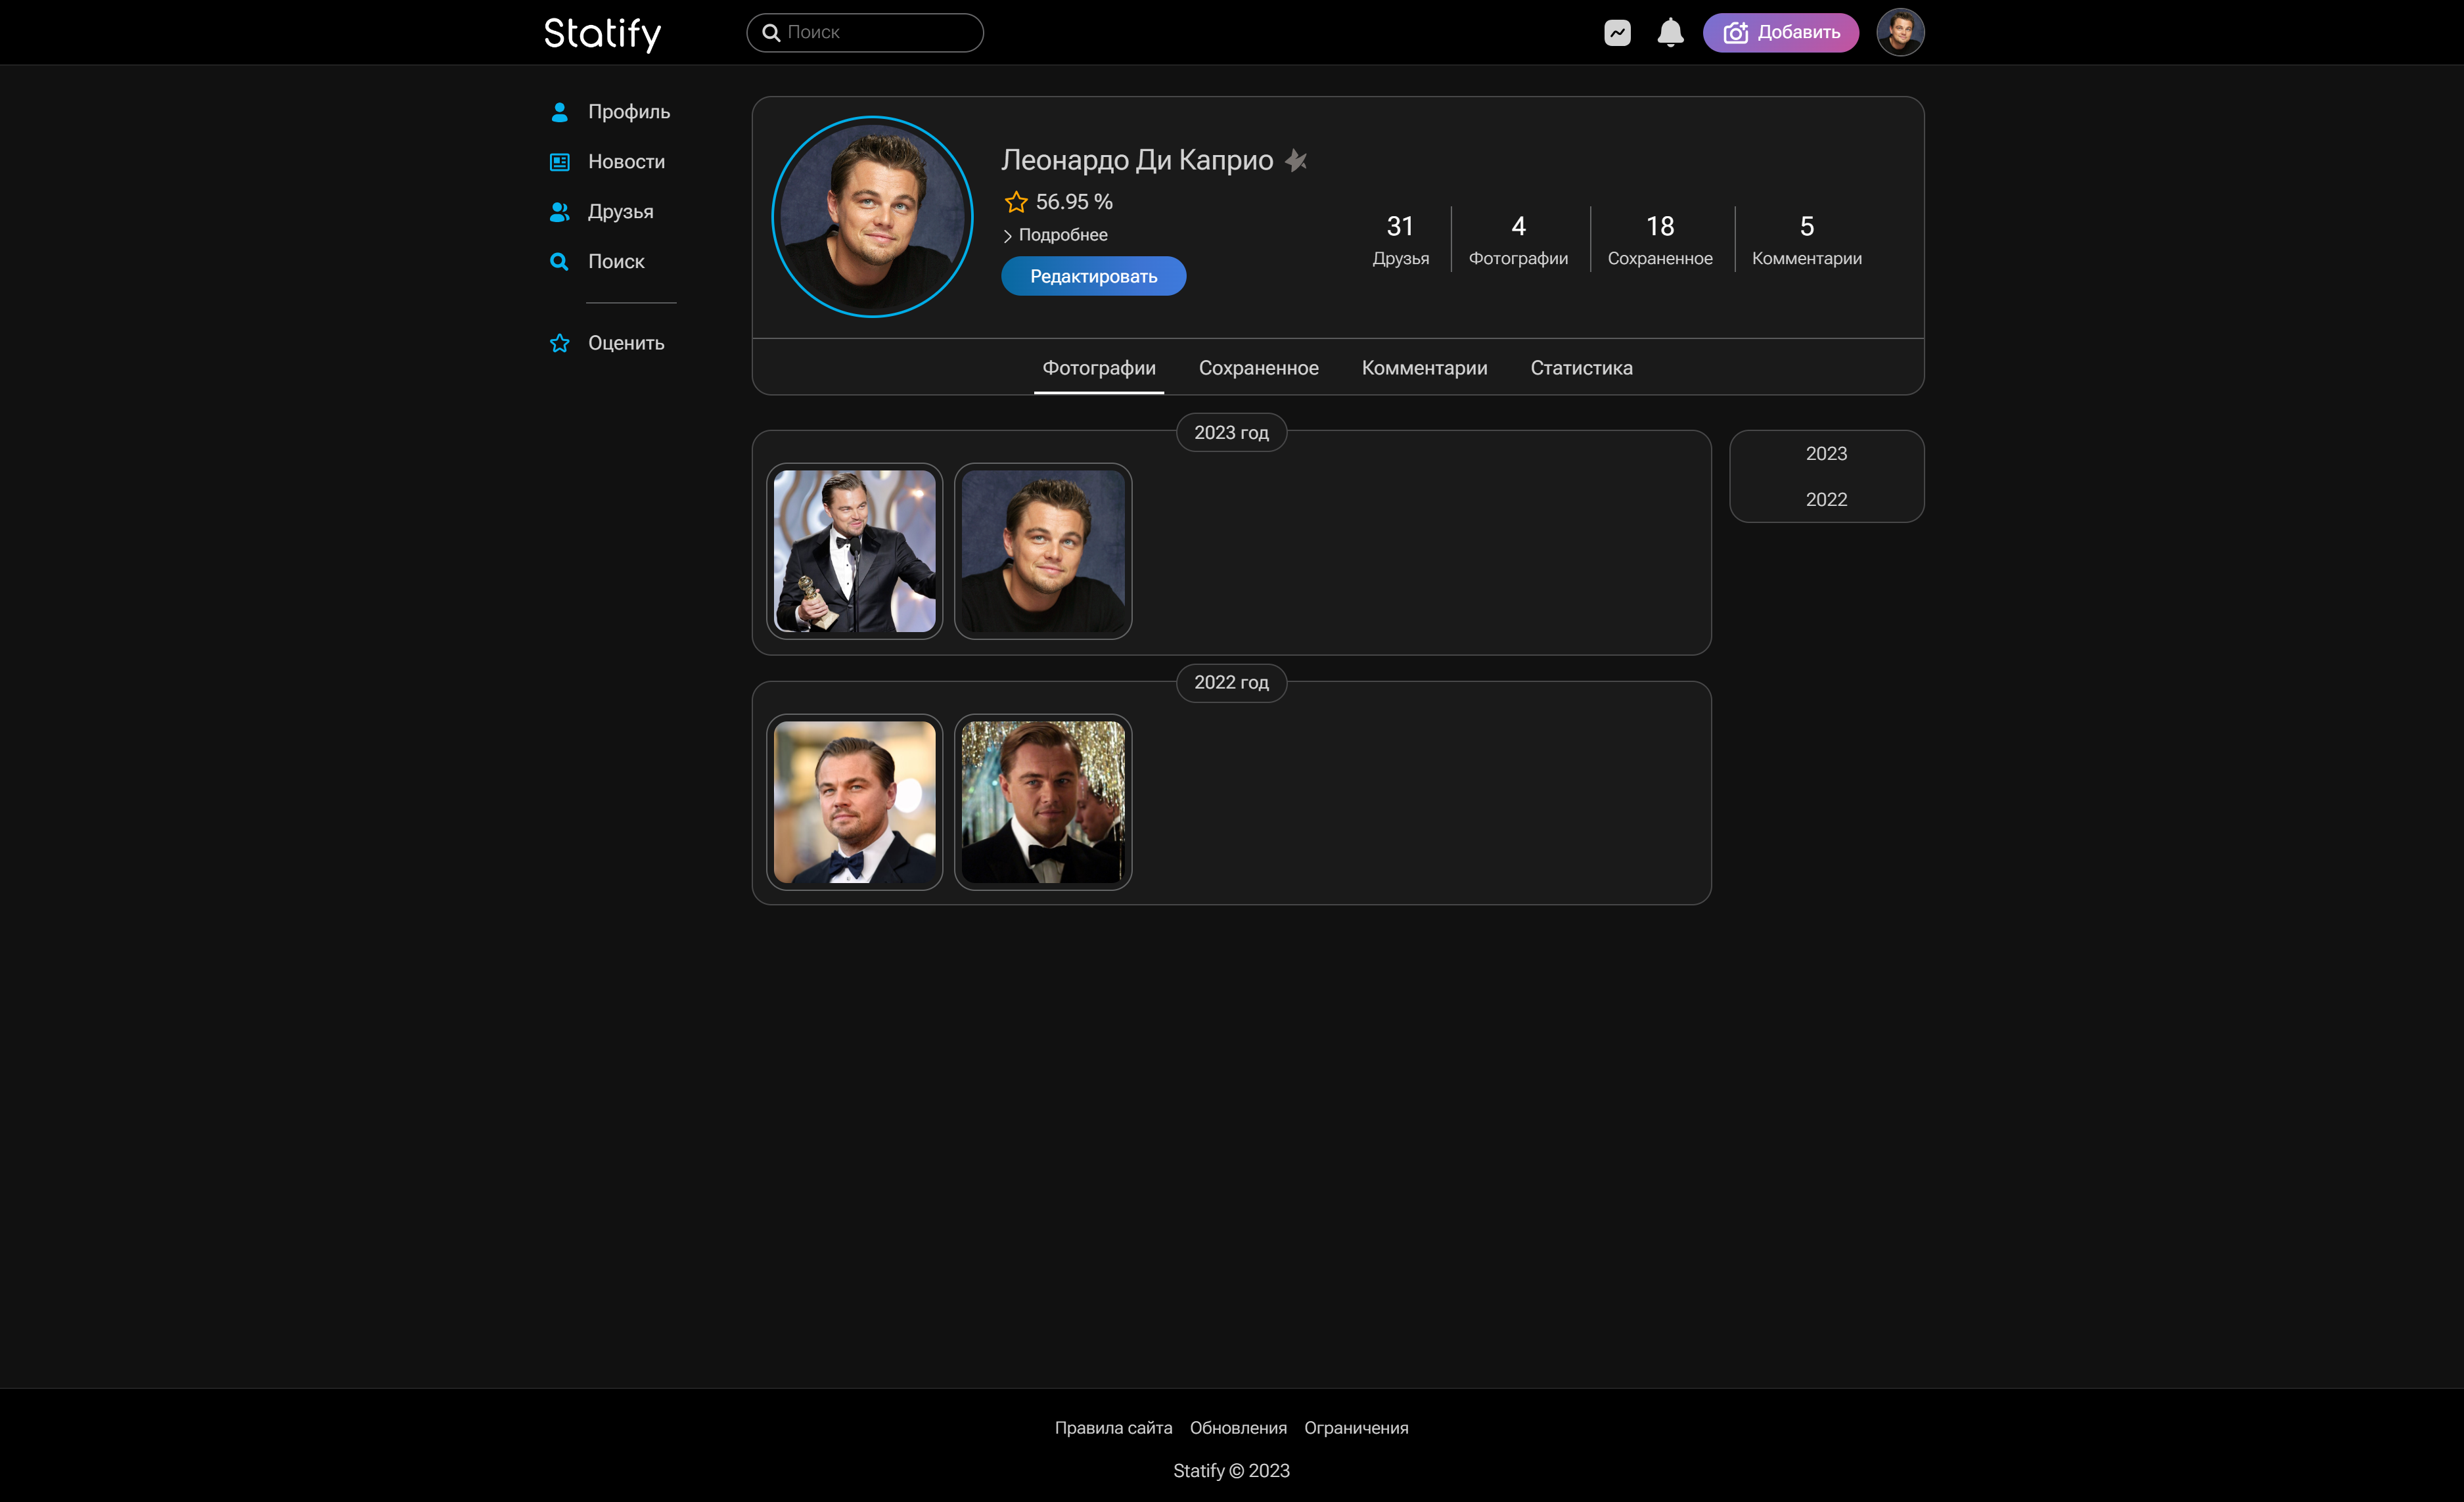 Statify
Поиск
Добавить
Профиль
Новости
Друзья
Поиск
Оценить
Леонардо Ди Каприо
56.95 %
Подробнее
Редактировать
31
Друзья
4
Фотографии
18
Сохраненное
5
Комментарии
Фотографии Сохраненное Комментарии Статистика
2023 год
2023
2022
2022 год
Правила сайта Обновления Ограничения
Statify © 2023